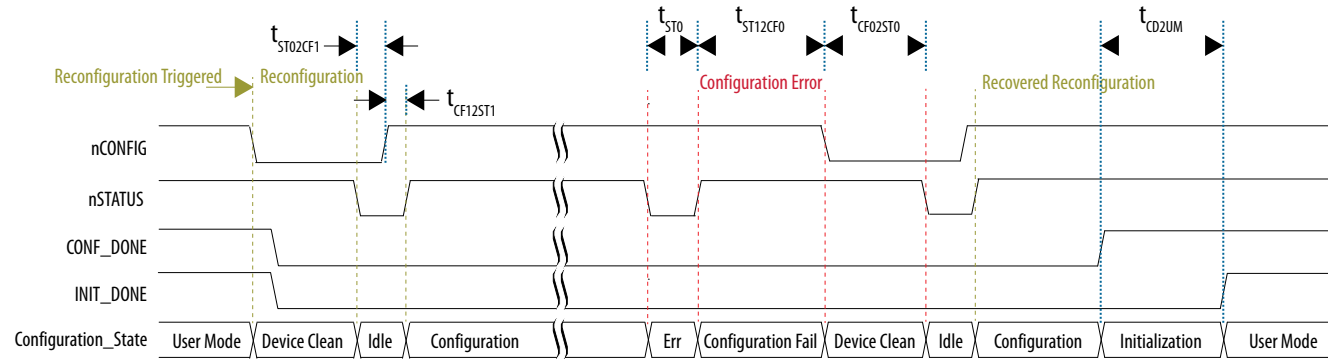 tST02CF1
tST0
tST12CF0
tCF02ST0
tCD2UM
Reconfiguration Triggered
Reconfiguration
Configuration Error
Recovered Reconfiguration
tCF12ST1
nCONFIG
nSTATUS
CONF_DONE
INIT_DONE
Configuration_State User Mode Device Clean Idle Configuration Err Configuration Fail Device Clean Idle Configuration Initialization User Mode